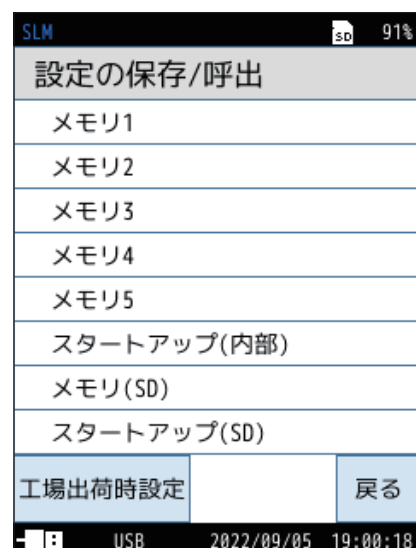 SLM SD 91%
設定の保存/呼出
メモリ1
メモリ2
メモリ3
メモリ4
メモリ5
スタートアップ(内部)
メモリ(SD)
スタートアップ(SD)
工場出荷時設定 戻る
USB 2022/09/05 19:00:18